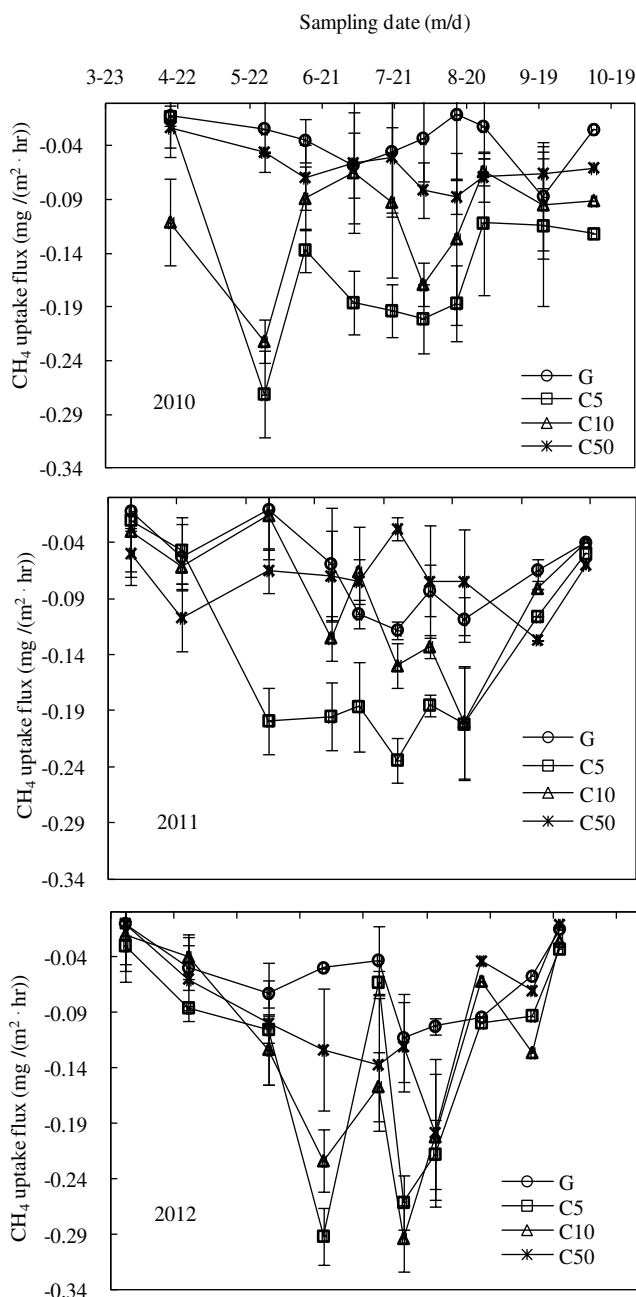 Sampling date (m/d)
3-23 4-22 5-22 6-21 7-21 8-20 9-19 10-19
CH₄ uptake flux (mg /(m² · hr))
-0.04
-0.09
-0.14
-0.19
-0.24
-0.29
-0.34
2010
G
C5
C10
C50
CH₄ uptake flux (mg /(m² · hr))
-0.04
-0.09
-0.14
-0.19
-0.24
-0.29
-0.34
2011
G
C5
C10
C50
CH₄ uptake flux (mg /(m² · hr))
-0.04
-0.09
-0.14
-0.19
-0.24
-0.29
-0.34
2012
G
C5
C10
C50